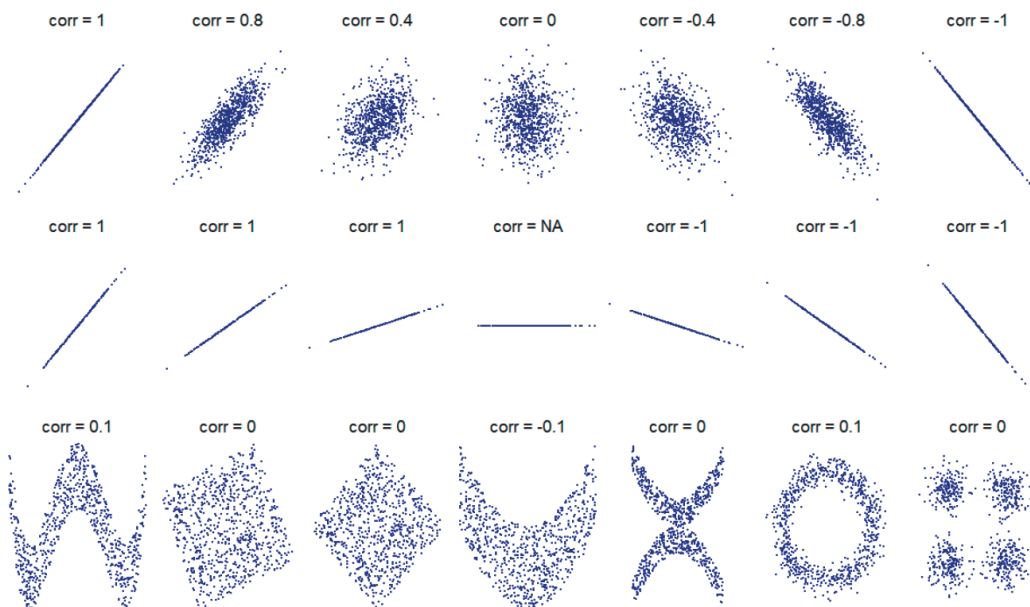 corr = 1 corr = 0.8 corr = 0.4 corr = 0 corr = -0.4 corr = -0.8 corr = -1
corr = 1 corr = 1 corr = 1 corr = NA corr = -1 corr = -1 corr = -1
corr = 0.1 corr = 0 corr = 0 corr = -0.1 corr = 0 corr = 0.1 corr = 0